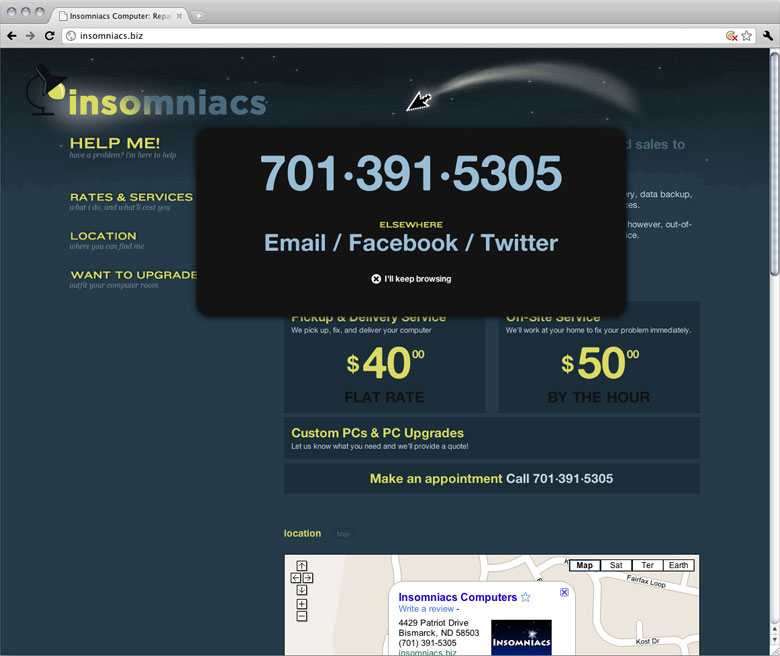 Insomniacs Computer: Repa
insomniacs.biz
insomniacs
HELP ME!
have a problem? i'm here to help
RATES & SERVICES
what i do, and what'll cost you
LOCATION
where you can find me
WANT TO UPGRADE
outfit your computer room
701·391·5305
ELSEWHERE
Email / Facebook / Twitter
I'll keep browsing
d sales to
ry, data backup,
ces.
however, out-of-
ice.
Pickup & Delivery Service
We pick up, fix, and deliver your computer
$4000
FLAT RATE
On-Site Service
We'll work at your home to fix your problem immediately.
$5000
BY THE HOUR
Custom PCs & PC Upgrades
Let us know what you need and we'll provide a quote!
Make an appointment Call 701·391·5305
location top
Map Sat Ter Earth
Fairfax Loop
Insomniacs Computers
Write a review -
4429 Patriot Drive
Bismarck, ND 58503
(701) 391-5305
insomniacs.biz
INSOMNIACS
Kost Dr